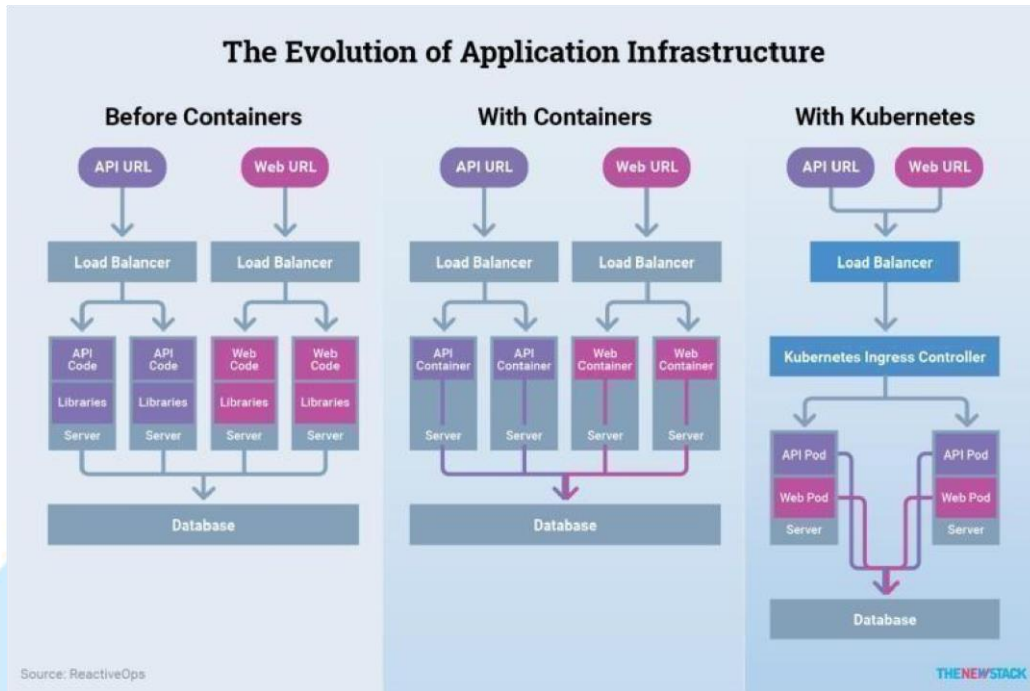 The Evolution of Application Infrastructure
Before Containers
API URL
Web URL
Load Balancer
Load Balancer
API
Code
API
Code
Web
Code
Web
Code
Libraries
Libraries
Libraries
Libraries
Server
Server
Server
Server
Database
With Containers
API URL
Web URL
Load Balancer
Load Balancer
API
Container
API
Container
Web
Container
Web
Container
Server
Server
Server
Server
Database
With Kubernetes
API URL
Web URL
Load Balancer
Kubernetes Ingress Controller
API Pod
Web Pod
Server
API Pod
Web Pod
Server
Database
Source: ReactiveOps
THENEWSTACK